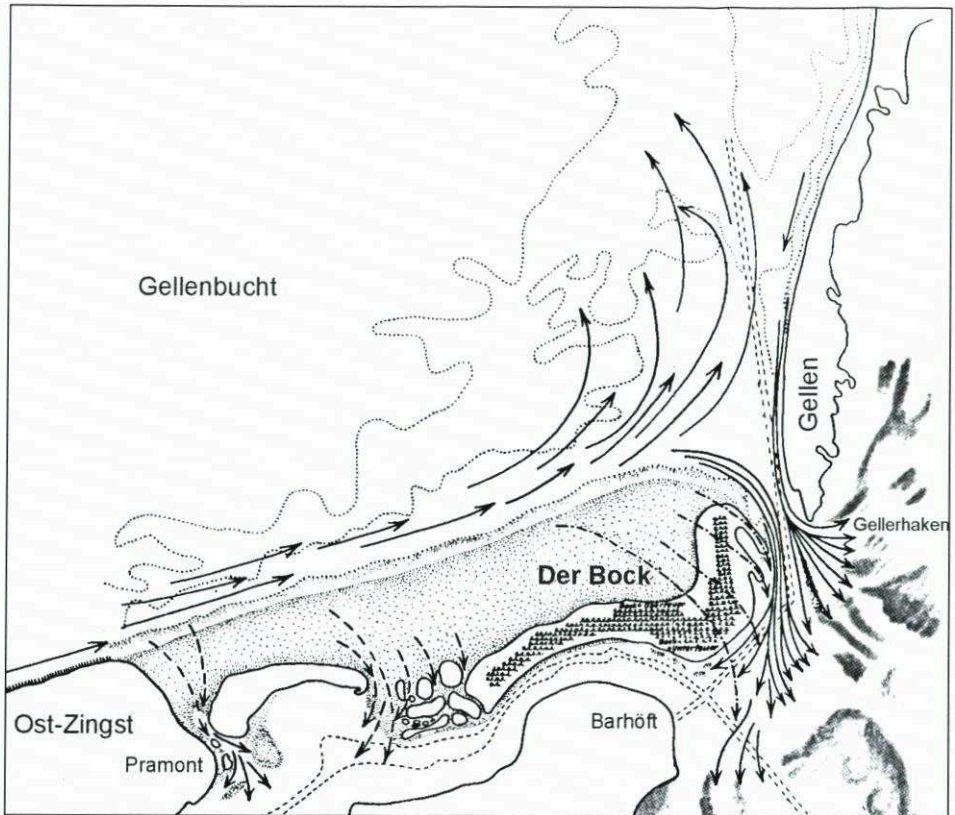 Gellenbucht
Gellen
Gellerhaken
Der Bock
Ost-Zingst
Barhöft
Pramont